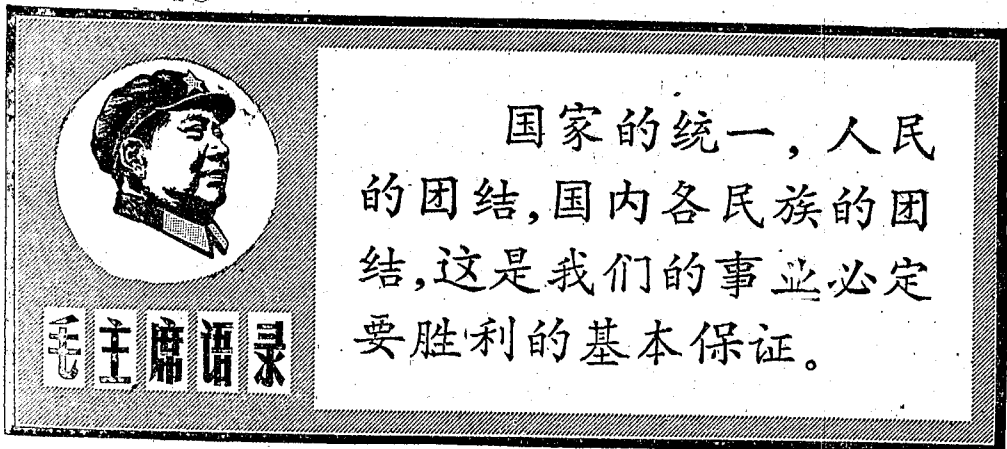 毛主席语录
国家的统一，人民
的团结，国内各民族的团
结，这是我们的事业必定
要胜利的基本保证。